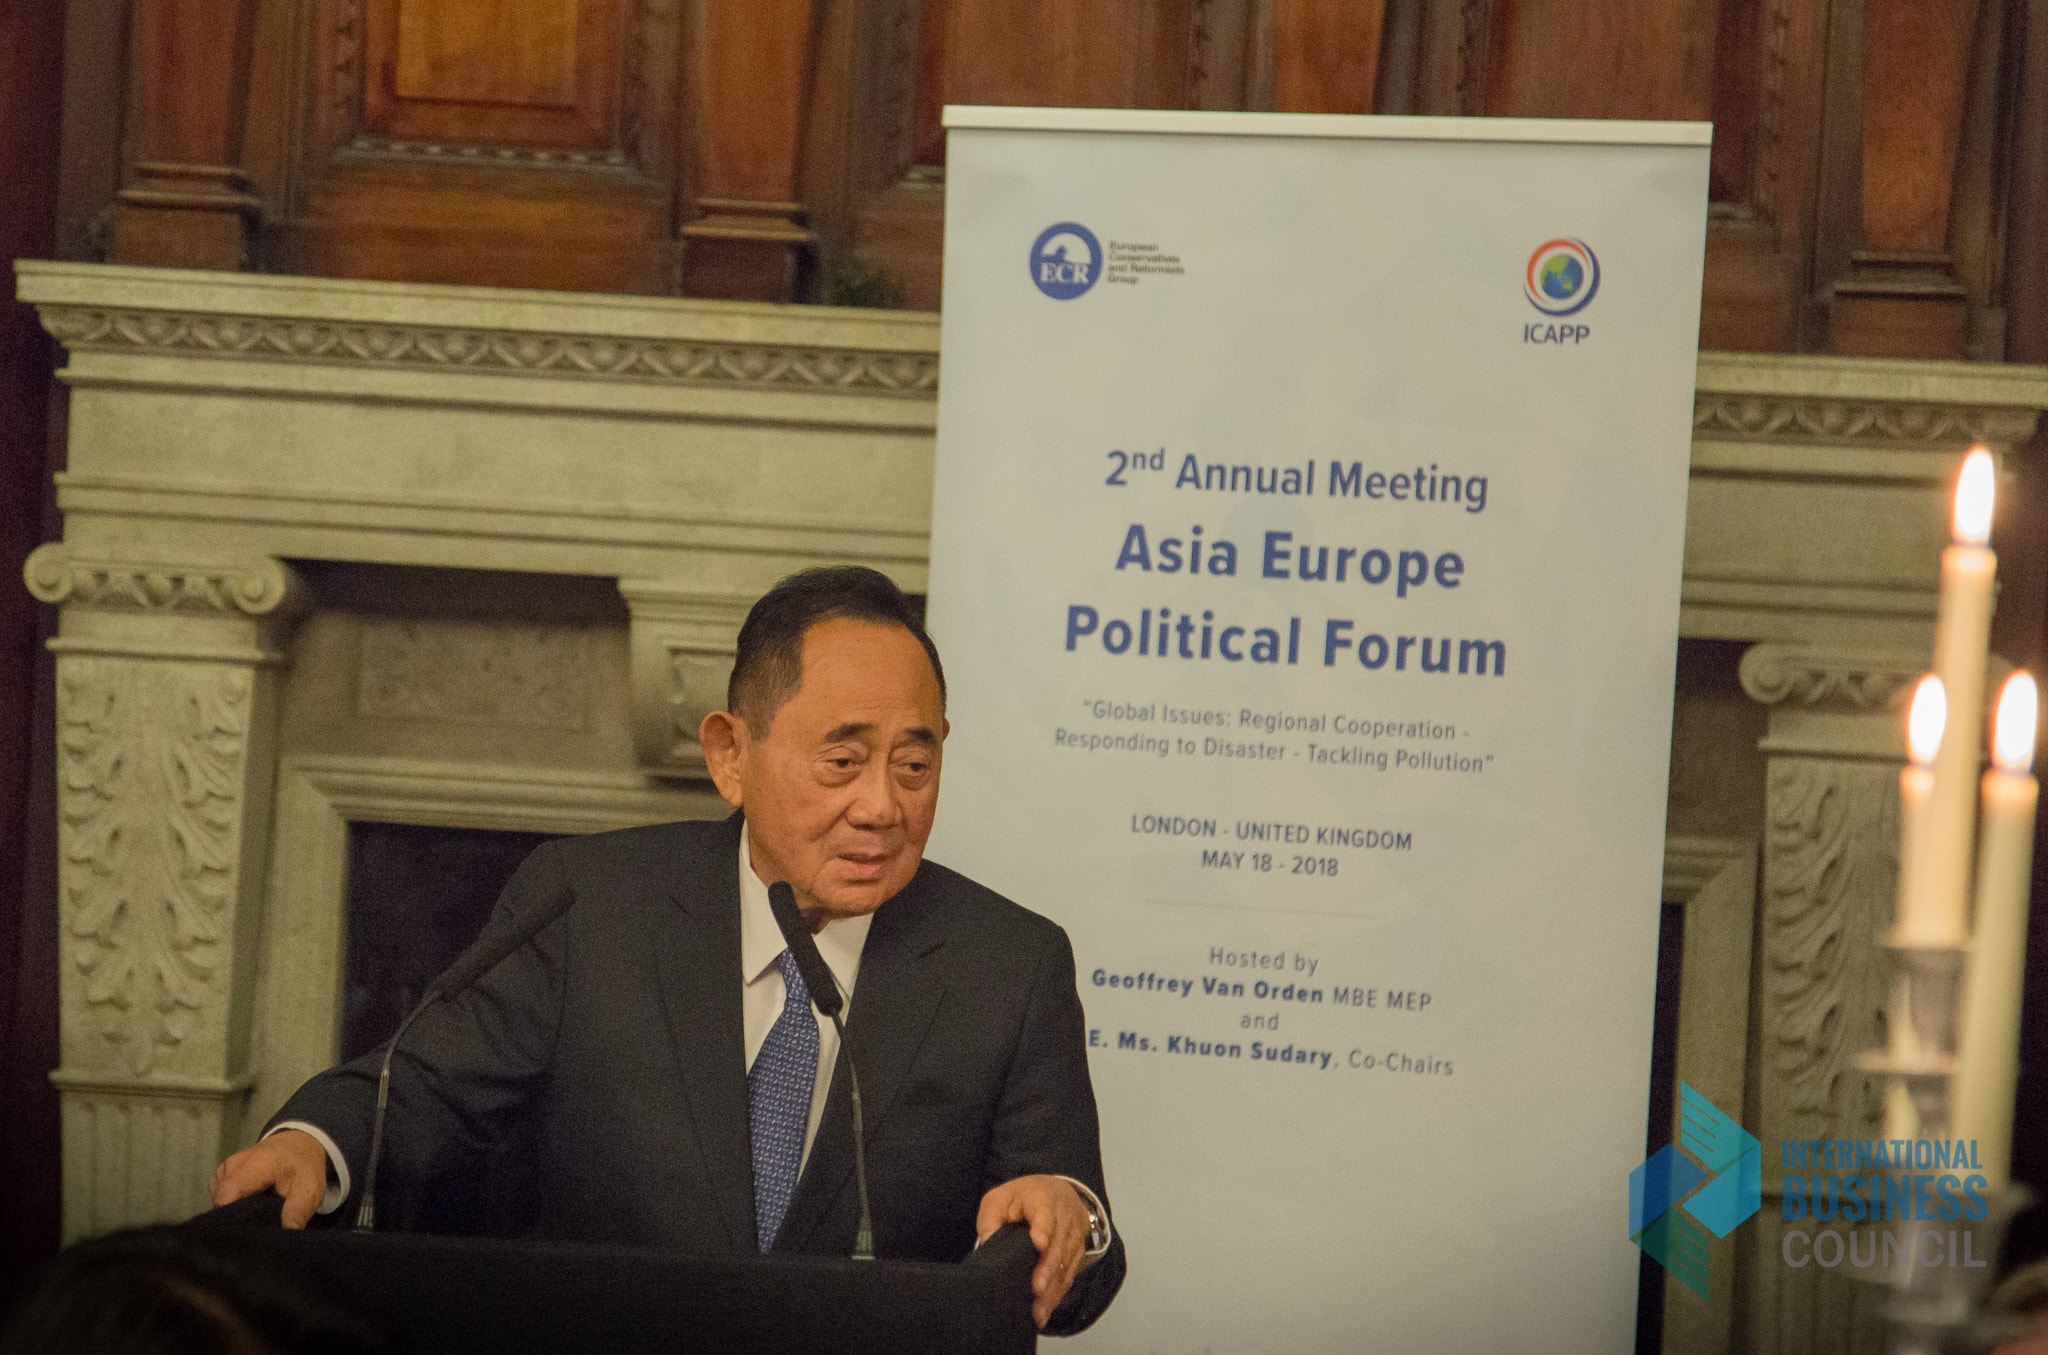 ECR
European
Conservatives
and Reformists
Group
ICAPP
2nd Annual Meeting
Asia Europe
Political Forum
"Global Issues: Regional Cooperation -
Responding to Disaster - Tackling Pollution"
LONDON - UNITED KINGDOM
MAY 18 - 2018
Hosted by
Geoffrey Van Orden MBE MEP
and
E. Ms. Khuon Sudary, Co-Chairs
INTERNATIONAL
BUSINESS
COUNCIL